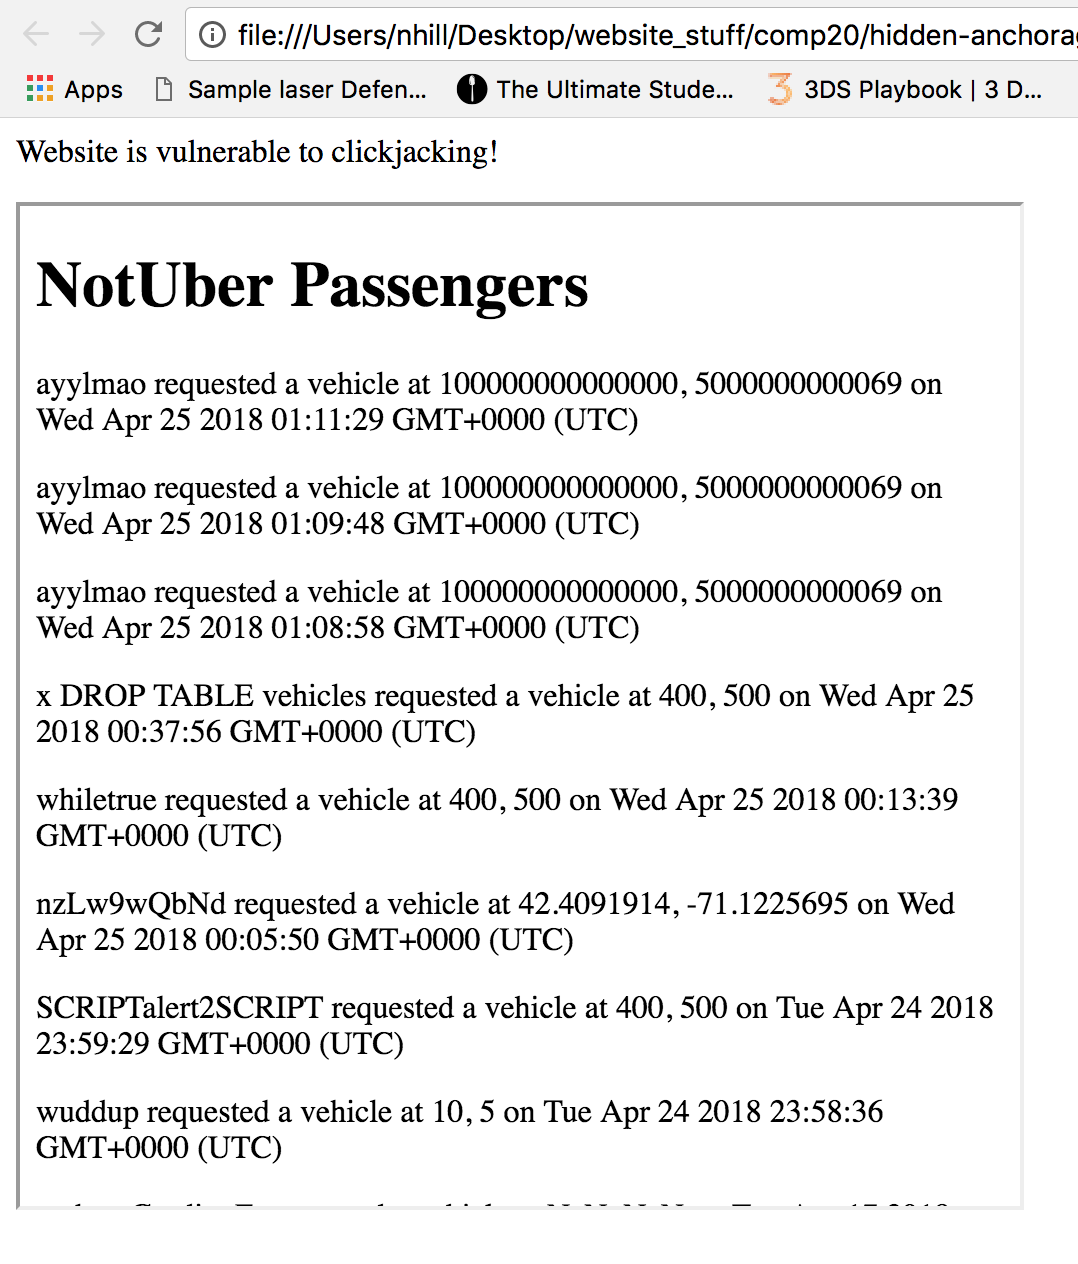 file:///Users/nhill/Desktop/website_stuff/comp20/hidden-anchorag
Apps Sample laser Defen... The Ultimate Stude... 3DS Playbook | 3 D...
Website is vulnerable to clickjacking!
NotUber Passengers
ayylmao requested a vehicle at 100000000000000, 5000000000069 on
Wed Apr 25 2018 01:11:29 GMT+0000 (UTC)
ayylmao requested a vehicle at 100000000000000, 5000000000069 on
Wed Apr 25 2018 01:09:48 GMT+0000 (UTC)
ayylmao requested a vehicle at 100000000000000, 5000000000069 on
Wed Apr 25 2018 01:08:58 GMT+0000 (UTC)
x DROP TABLE vehicles requested a vehicle at 400, 500 on Wed Apr 25
2018 00:37:56 GMT+0000 (UTC)
whiletrue requested a vehicle at 400, 500 on Wed Apr 25 2018 00:13:39
GMT+0000 (UTC)
nzLw9wQbNd requested a vehicle at 42.4091914, -71.1225695 on Wed
Apr 25 2018 00:05:50 GMT+0000 (UTC)
SCRIPTalert2SCRIPT requested a vehicle at 400, 500 on Tue Apr 24 2018
23:59:29 GMT+0000 (UTC)
wuddup requested a vehicle at 10, 5 on Tue Apr 24 2018 23:58:36
GMT+0000 (UTC)